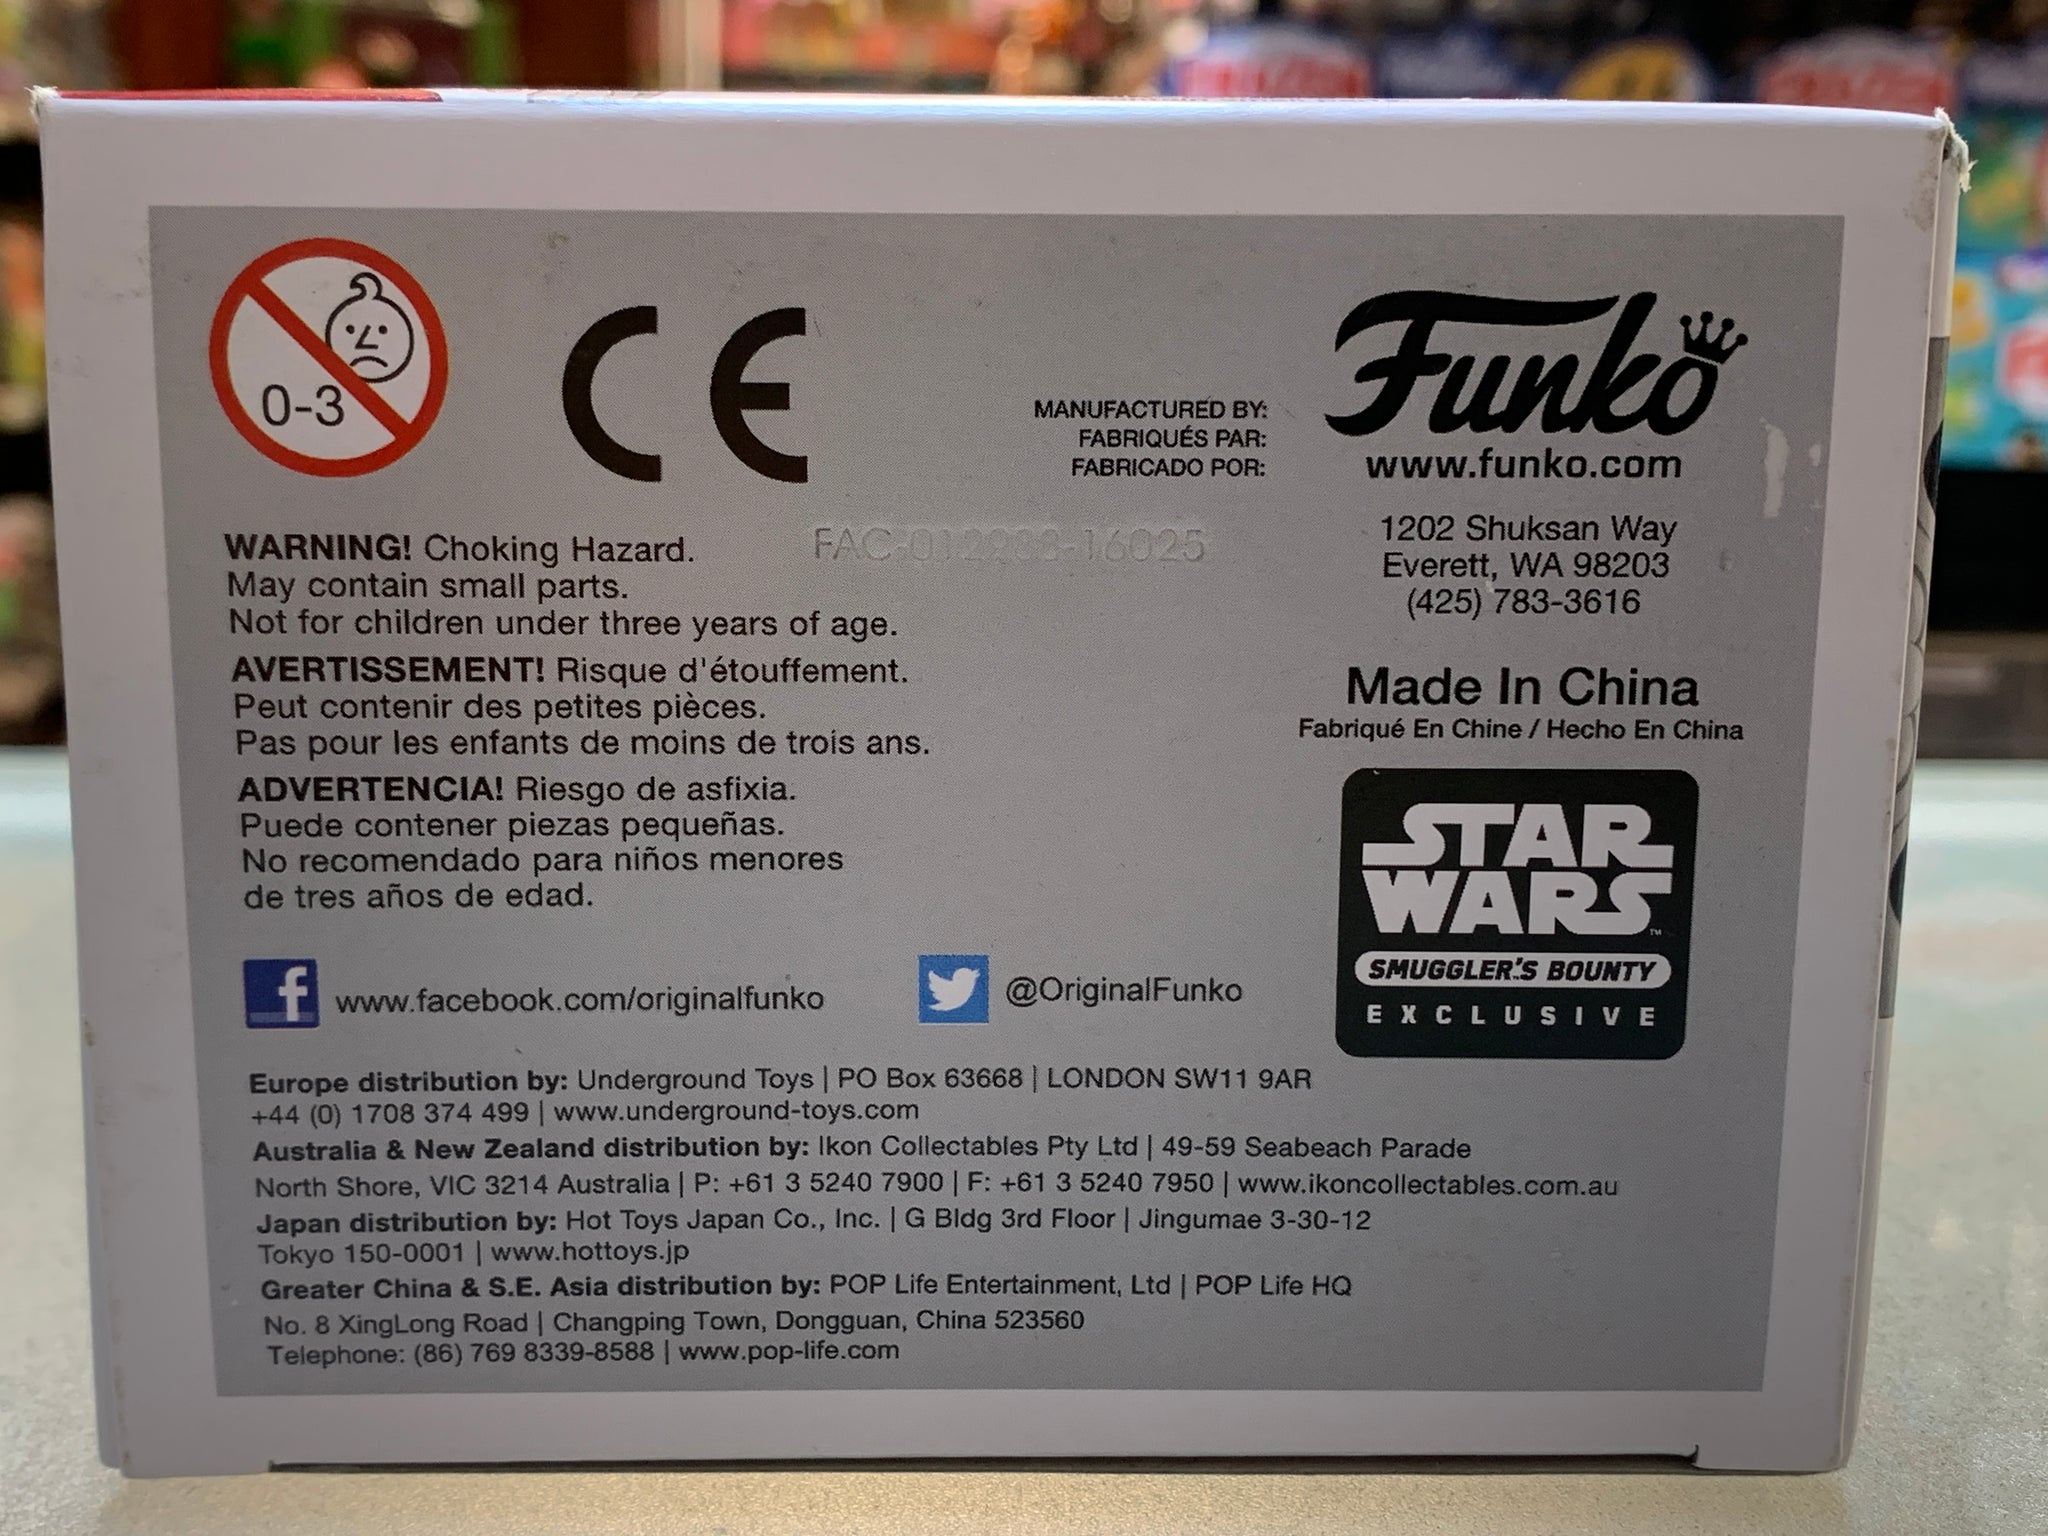 0-3
CE
MANUFACTURED BY:
FABRIQUÉS PAR:
FABRICADO POR:
Funko
www.funko.com
1202 Shuksan Way
Everett, WA 98203
(425) 783-3616
Made In China
Fabriqué En Chine / Hecho En China
WARNING! Choking Hazard.
May contain small parts.
Not for children under three years of age.
AVERTISSEMENT! Risque d'étouffement.
Peut contenir des petites pièces.
Pas pour les enfants de moins de trois ans.
ADVERTENCIA! Riesgo de asfixia.
Puede contener piezas pequeñas.
No recomendado para niños menores
de tres años de edad.
STAR
WARS™
SMUGGLER'S BOUNTY
EXCLUSIVE
f www.facebook.com/originalfunko
@OriginalFunko
Europe distribution by: Underground Toys | PO Box 63668 | LONDON SW11 9AR
+44 (0) 1708 374 499 | www.underground-toys.com
Australia & New Zealand distribution by: Ikon Collectables Pty Ltd | 49-59 Seabeach Parade
North Shore, VIC 3214 Australia | P: +61 3 5240 7900 | F: +61 3 5240 7950 | www.ikoncollectables.com.au
Japan distribution by: Hot Toys Japan Co., Inc. | G Bldg 3rd Floor | Jingumae 3-30-12
Tokyo 150-0001 | www.hottoys.jp
Greater China & S.E. Asia distribution by: POP Life Entertainment, Ltd | POP Life HQ
No. 8 XingLong Road | Changping Town, Dongguan, China 523560
Telephone: (86) 769 8339-8588 | www.pop-life.com